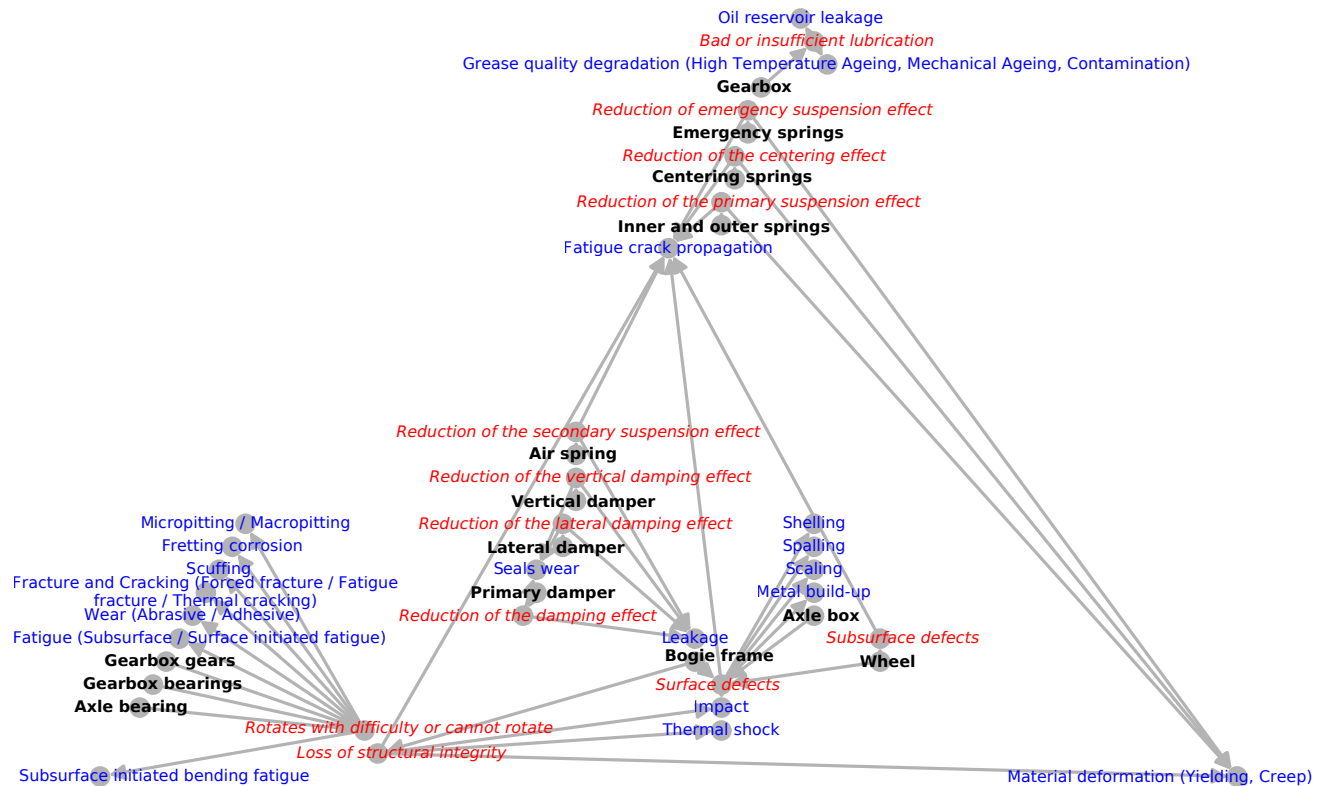 Oil reservoir leakage
Bad or insufficient lubrication
Grease quality degradation (High Temperature Ageing, Mechanical Ageing, Contamination)
Gearbox
Reduction of emergency suspension effect
Emergency springs
Reduction of the centering effect
Centering springs
Reduction of the primary suspension effect
Inner and outer springs
Fatigue crack propagation
Reduction of the secondary suspension effect
Air spring
Reduction of the vertical damping effect
Vertical damper
Micropitting / Macropitting
Reduction of the lateral damping effect
Shelling
Fretting corrosion
Lateral damper
Spalling
Scuffing
Seals wear
Scaling
Fracture and Cracking (Forced fracture / Fatigue
fracture / Thermal cracking)
Primary damper
Metal build-up
Wear (Abrasive / Adhesive)
Reduction of the damping effect
Axle box
Fatigue (Subsurface / Surface initiated fatigue)
Leakage
Subsurface defects
Gearbox gears
Bogie frame
Wheel
Gearbox bearings
Surface defects
Axle bearing
Impact
Rotates with difficulty or cannot rotate
Thermal shock
Loss of structural integrity
Subsurface initiated bending fatigue
Material deformation (Yielding, Creep)